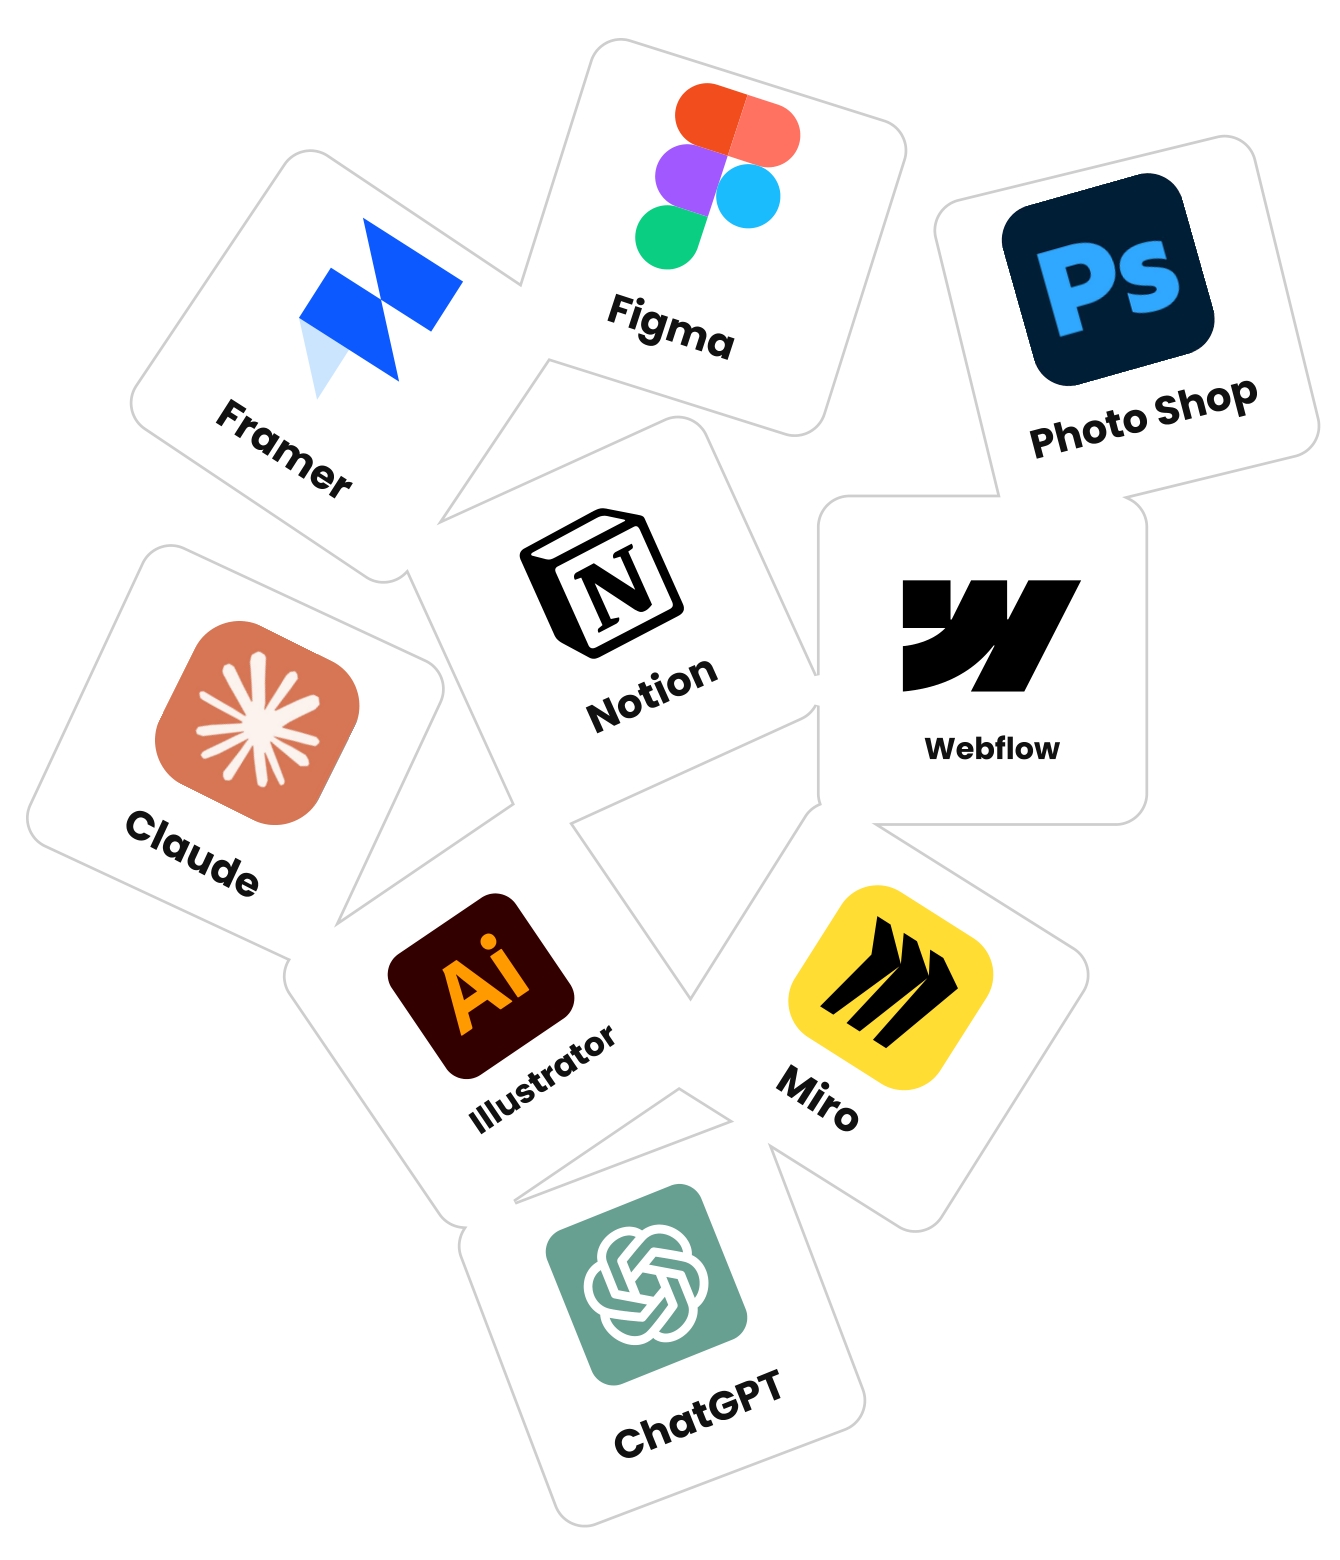 Figma
Ps
Photo Shop
Framer
N
Notion
Webflow
Claude
Ai
Illustrator
Miro
ChatGPT